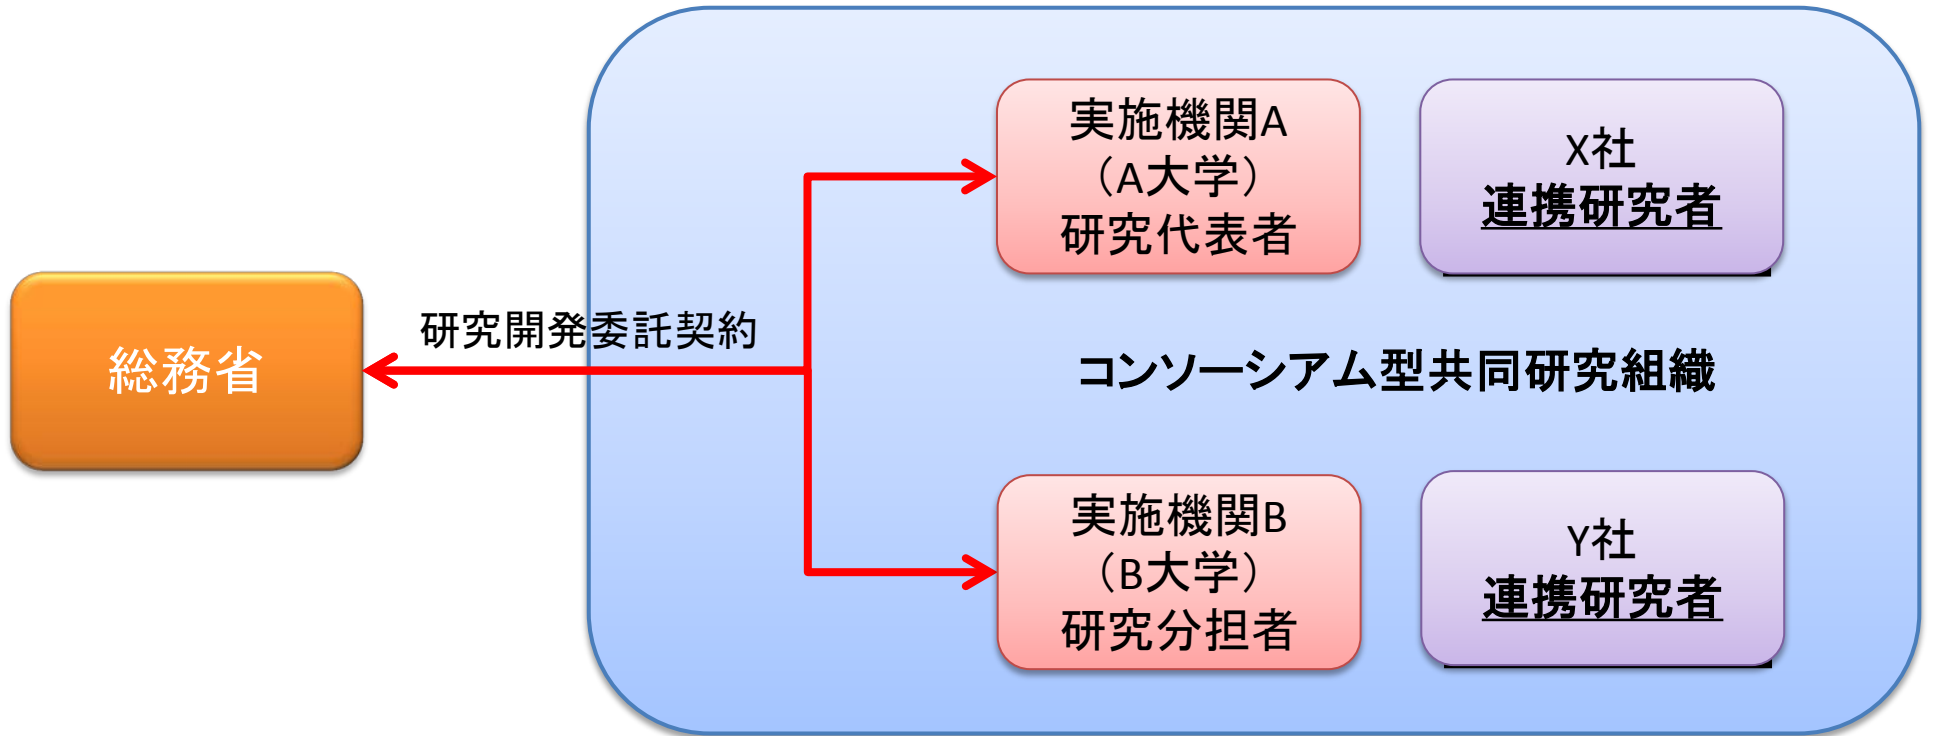 総務省
研究開発委託契約
実施機関A
（A大学）
研究代表者
X社
連携研究者
コンソーシアム型共同研究組織
実施機関B
（B大学）
研究分担者
Y社
連携研究者